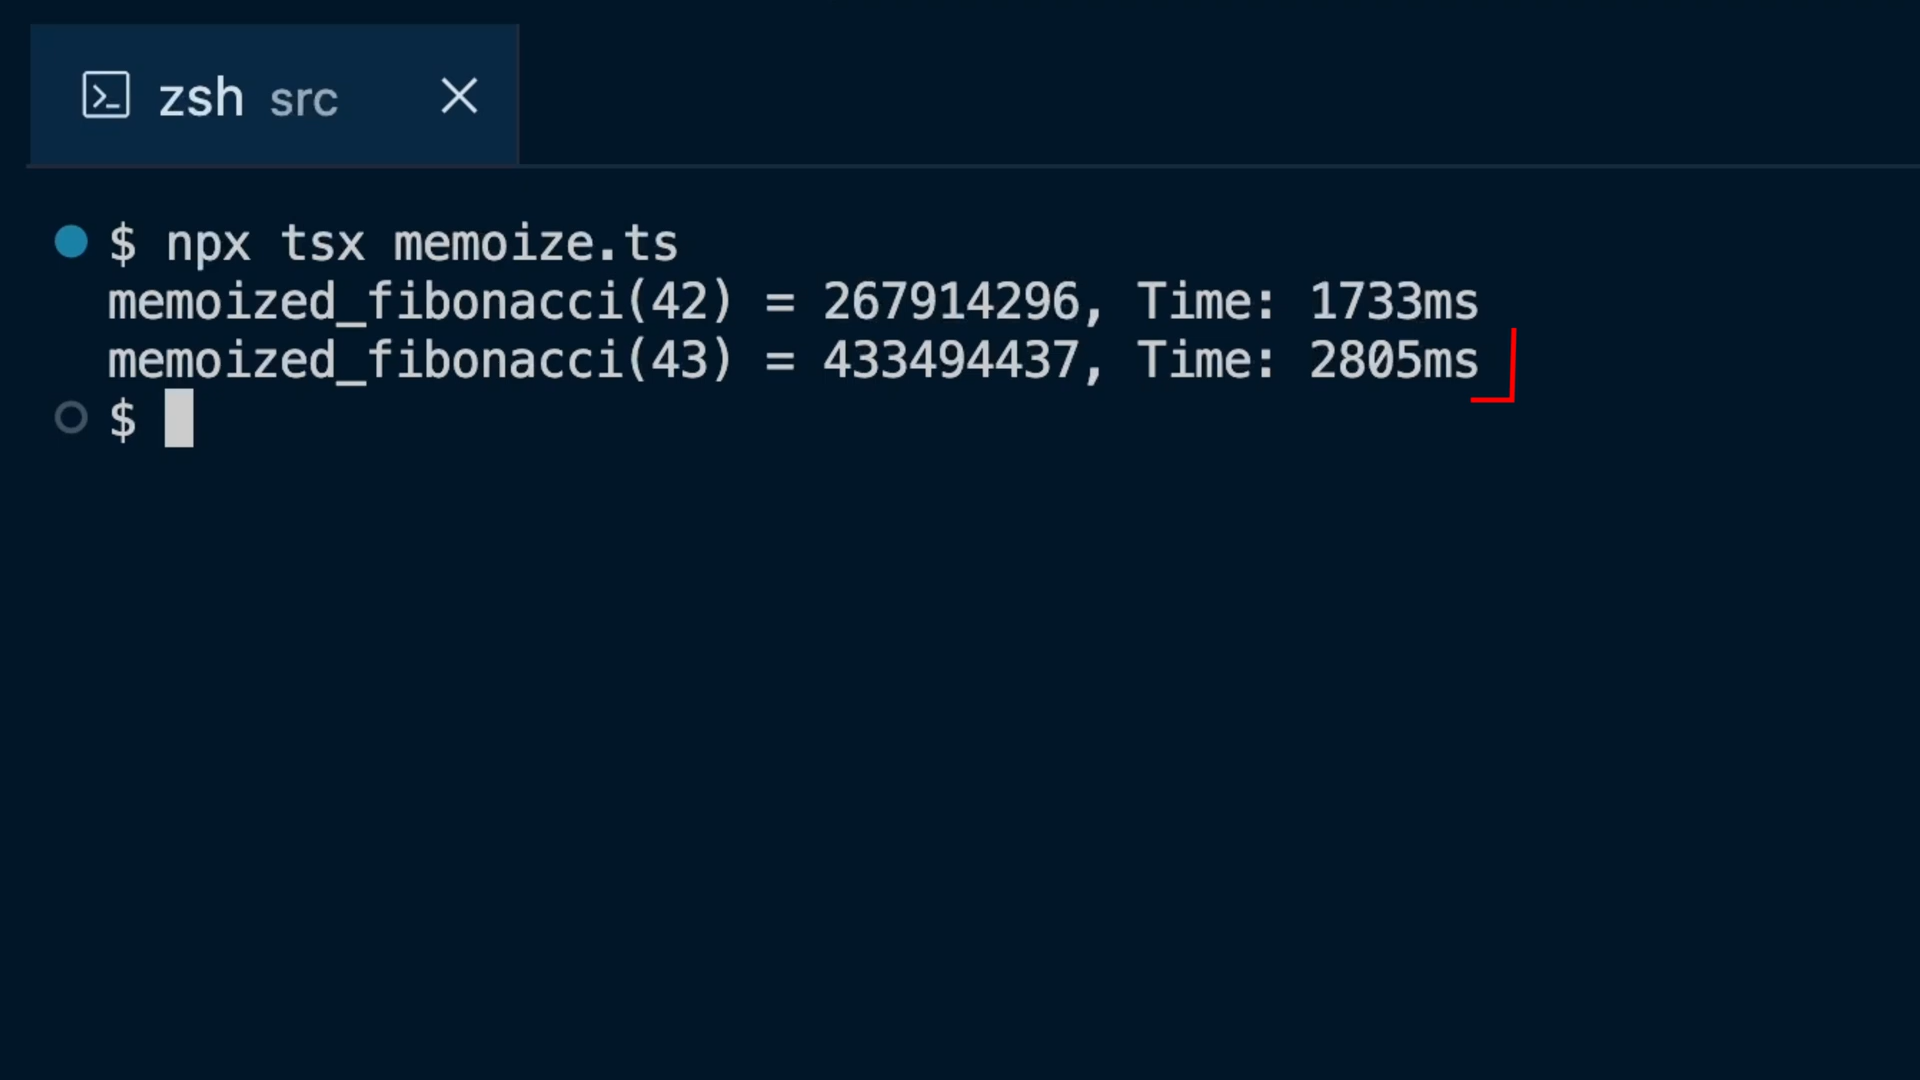 zsh src
$ npx tsx memoize.ts
memoized_fibonacci(42) = 267914296, Time: 1733ms
memoized_fibonacci(43) = 433494437, Time: 2805ms
$